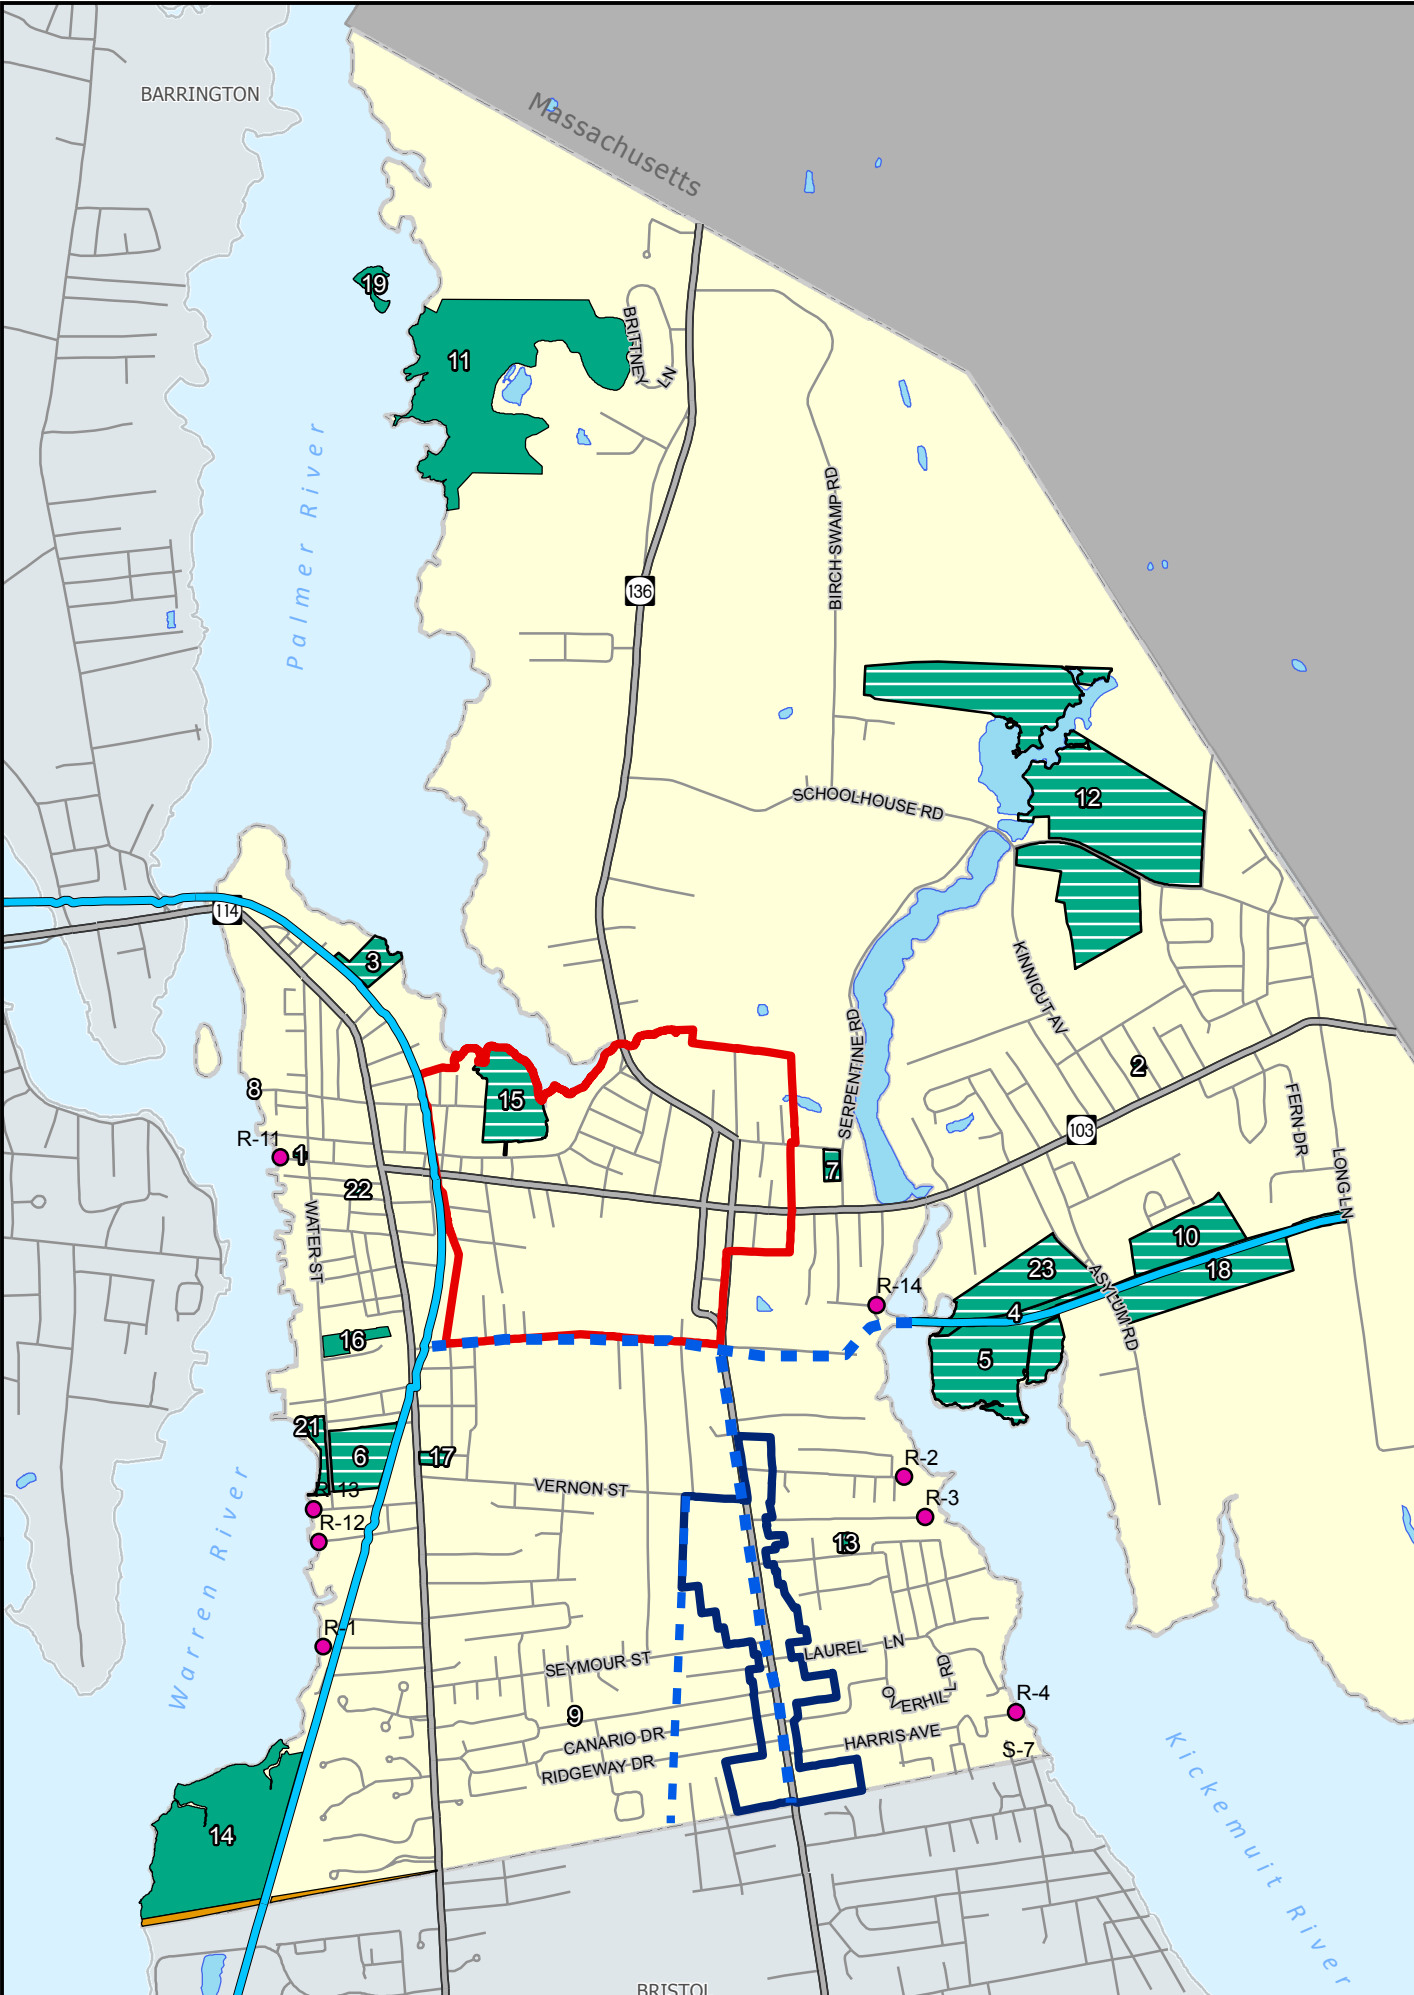 BARRINGTON
Massachusetts
19
11
BRITTNEY LN
Palmer River
136
BIRCH SWAMP RD
SCHOOLHOUSE RD
12
114
3
KINNICUT AV
SERPENTINE RD
2
8
15
103
R-11
1
7
FERN DR
LONG LN
22
WATER ST
10
23
18
R-14
4
ASYLUM RD
16
5
21
6
17
R-2
VERNON ST
R-13
R-3
R-12
13
Warren River
R-1
LAUREL LN
SEYMOUR ST
OVERHILL RD
9
R-4
CANARIO DR
HARRIS AVE
S-7
RIDGEWAY DR
Kickemuit River
14
BRISTOL